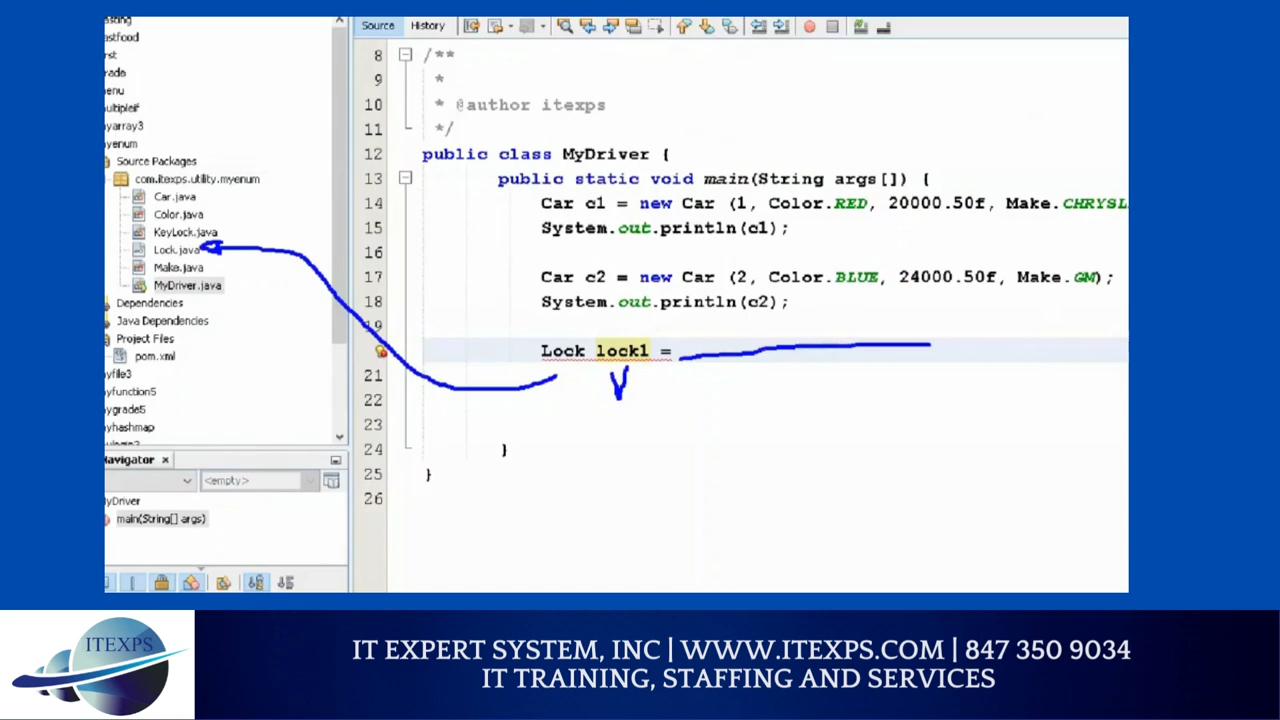 Source History
8 /**
9 *
10 * @author itexps
11 */
12 public class MyDriver {
13 public static void main(String args[]) {
14 Car c1 = new Car (1, Color.RED, 20000.50f, Make.CHRYSL
15 System.out.println(c1);
16
17 Car c2 = new Car (2, Color.BLUE, 24000.50f, Make.GM);
18 System.out.println(c2);
19
Lock lock1 =
21
22
23
24 }
25 }
26
astfood
rst
rade
enu
ultipleif
yarray3
yenum
Source Packages
com.itexps.utility.myenum
Car.java
Color.java
KeyLock.java
Lock.java
Make.java
MyDriver.java
Dependencies
Java Dependencies
Project Files
pom.xml
yfile3
yfunction5
ygrade5
yhashmap
avigator ×
<empty>
MyDriver
main(String[] args)
ITEXPS
IT EXPERT SYSTEM, INC | WWW.ITEXPS.COM | 847 350 9034
IT TRAINING, STAFFING AND SERVICES